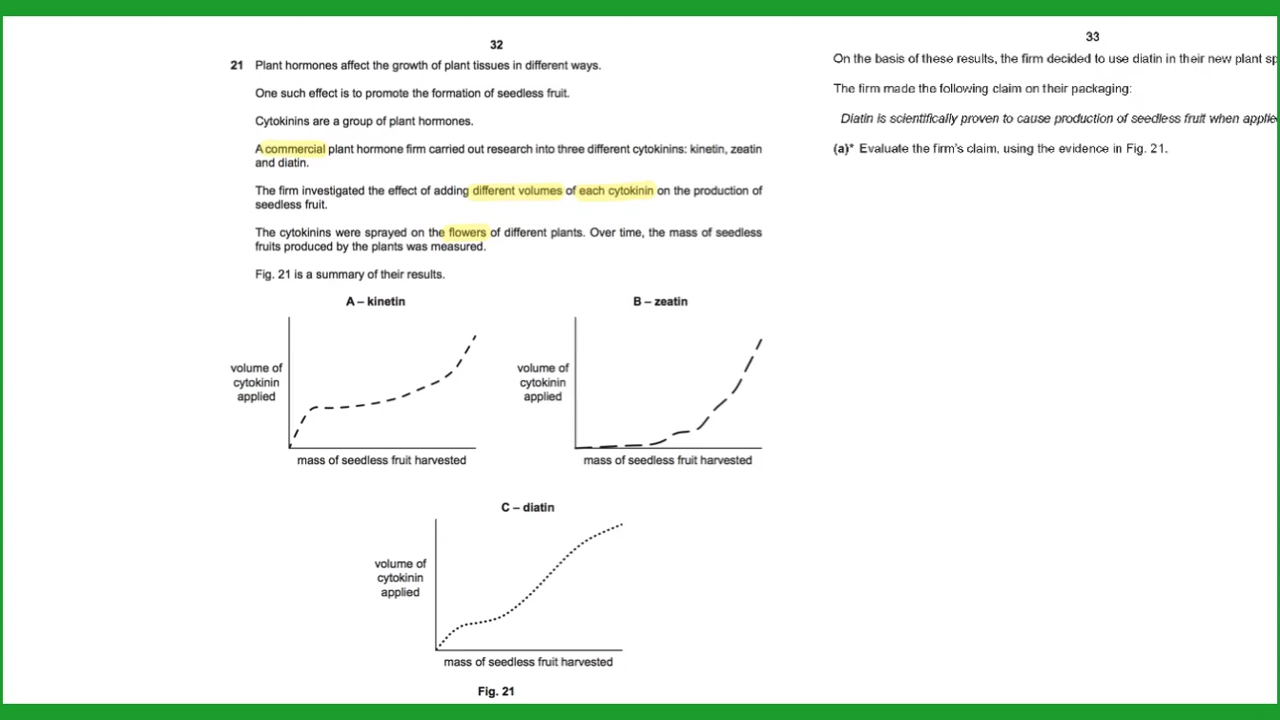 32
21 Plant hormones affect the growth of plant tissues in different ways.
One such effect is to promote the formation of seedless fruit.
Cytokinins are a group of plant hormones.
A commercial plant hormone firm carried out research into three different cytokinins: kinetin, zeatin
and diatin.
The firm investigated the effect of adding different volumes of each cytokinin on the production of
seedless fruit.
The cytokinins were sprayed on the flowers of different plants. Over time, the mass of seedless
fruits produced by the plants was measured.
Fig. 21 is a summary of their results.
A – kinetin
volume of
cytokinin
applied
mass of seedless fruit harvested
B – zeatin
volume of
cytokinin
applied
mass of seedless fruit harvested
C – diatin
volume of
cytokinin
applied
mass of seedless fruit harvested
Fig. 21
33
On the basis of these results, the firm decided to use diatin in their new plant
The firm made the following claim on their packaging:
Diatin is scientifically proven to cause production of seedless fruit when
(a)* Evaluate the firm's claim, using the evidence in Fig. 21.